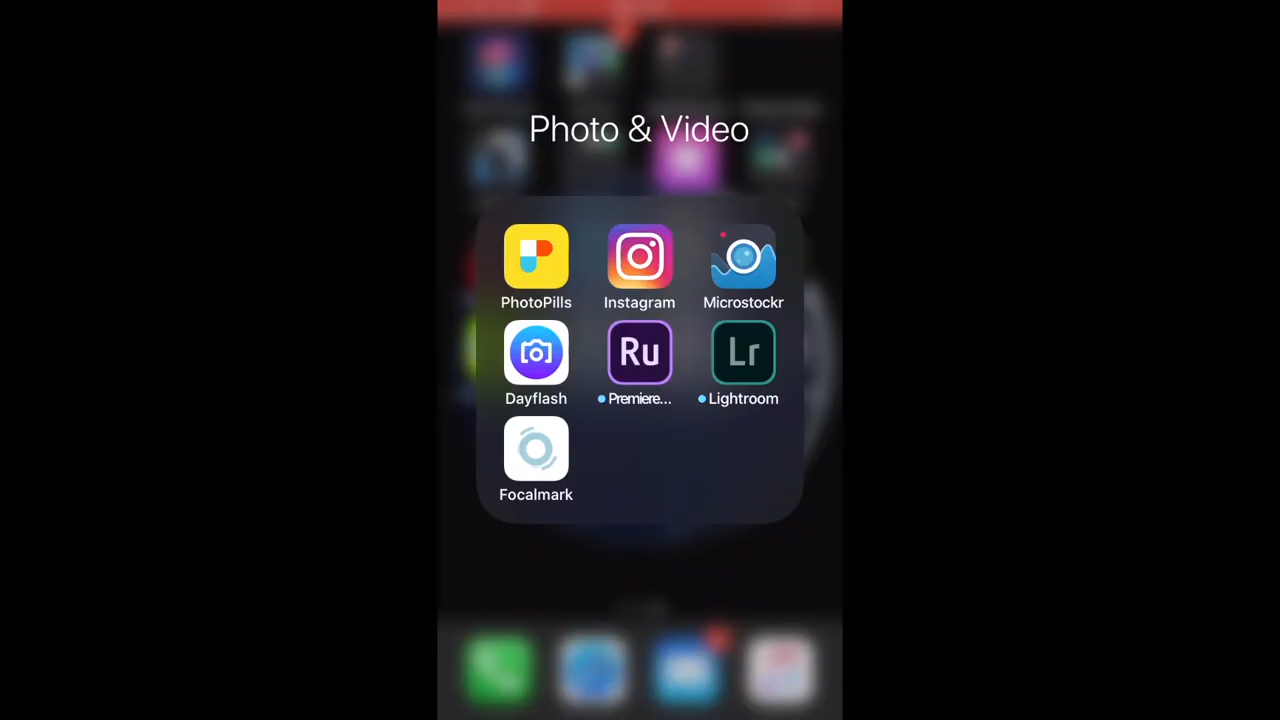 Photo & Video
PhotoPills
Instagram
Microstockr
Ru
Lr
Dayflash
Premiere...
Lightroom
Focalmark